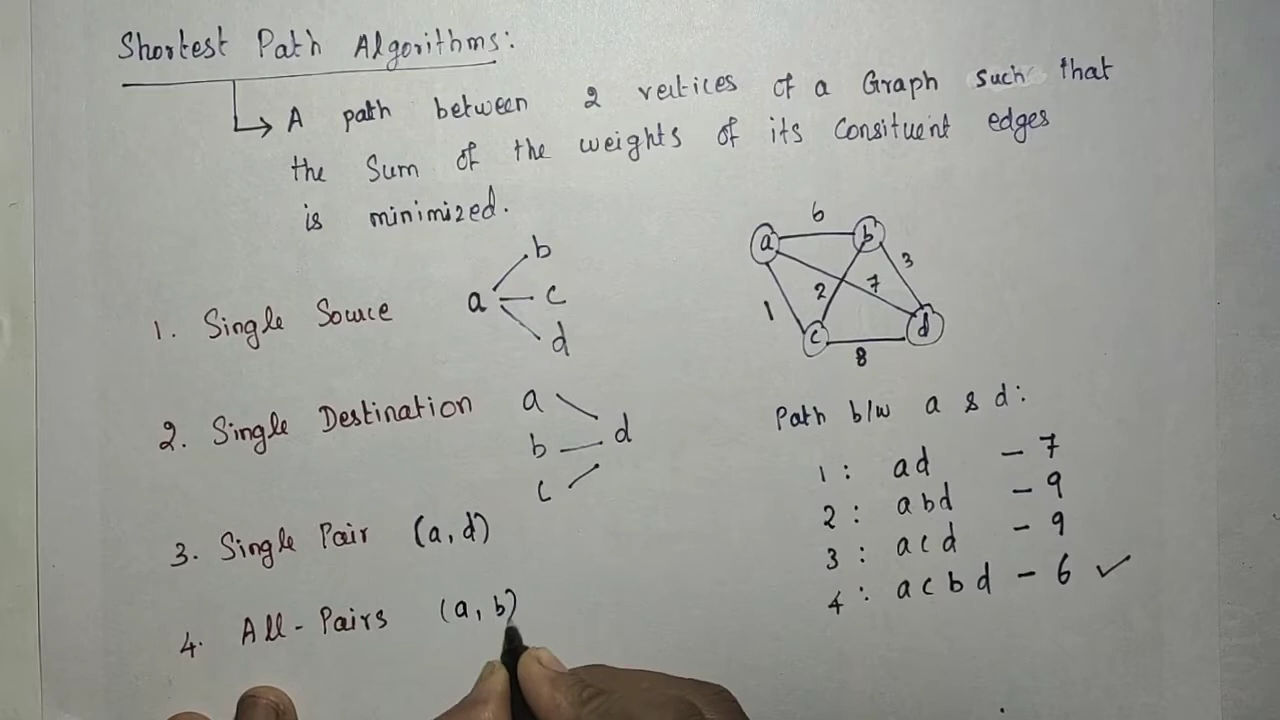 Shortest Path Algorithms:
A path between 2 vertices of a Graph such that
the Sum of the weights of its Consituent edges
is minimized.
1. Single Source
a
b
c
d
2. Single Destination
a
b
c
d
3. Single Pair (a,d)
4. All-Pairs (a,b)
a
6
b
3
2
7
1
c
8
d
Path b/w a & d:
1: ad - 7
2: abd - 9
3: acd - 9
4: acbd - 6 ✓